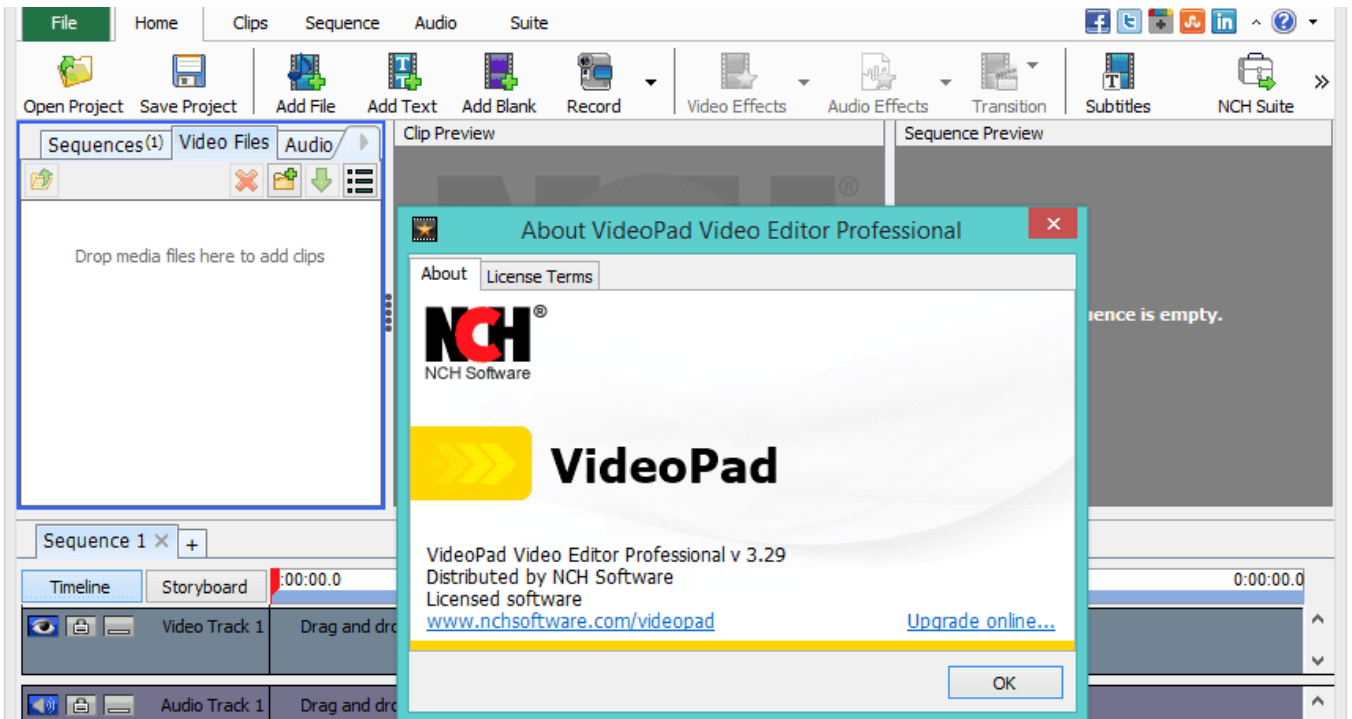 File Home Clips Sequence Audio Suite
Open Project Save Project Add File Add Text Add Blank Record Video Effects Audio Effects Transition Subtitles NCH Suite
Sequences(1) Video Files Audio
Clip Preview
Sequence Preview
NCH®
Drop media files here to add clips
About VideoPad Video Editor Professional
About License Terms
NCH®
NCH Software
uence is empty.
VideoPad
VideoPad Video Editor Professional v 3.29
Distributed by NCH Software
Licensed software
www.nchsoftware.com/videopad Upgrade online...
OK
Sequence 1
Timeline Storyboard :00:00.0 0:00:00.0
Video Track 1 Drag and dro
Audio Track 1 Drag and dro